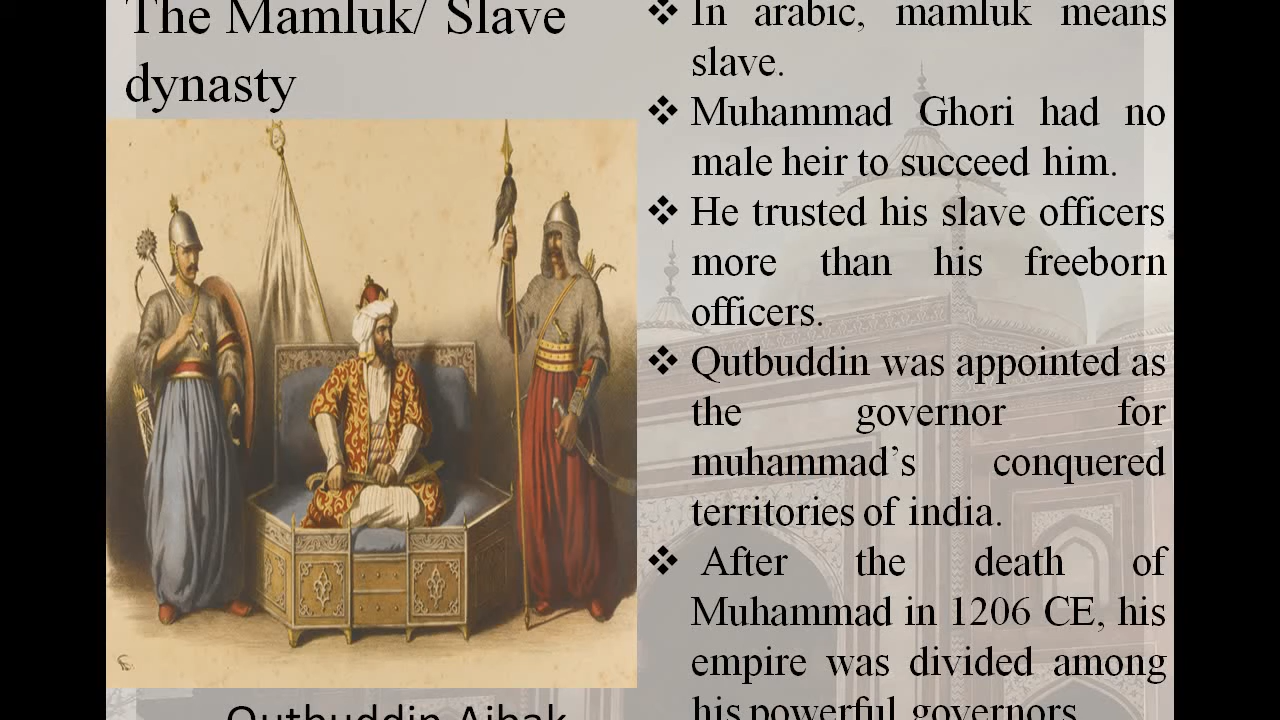 The Mamluk/ Slave
dynasty
Qutbuddin Aibak
❖ In arabic, mamluk means
slave.
❖ Muhammad Ghori had no
male heir to succeed him.
❖ He trusted his slave officers
more than his freeborn
officers.
❖ Qutbuddin was appointed as
the governor for
muhammad’s conquered
territories of india.
❖ After the death of
Muhammad in 1206 CE, his
empire was divided among
his powerful governors